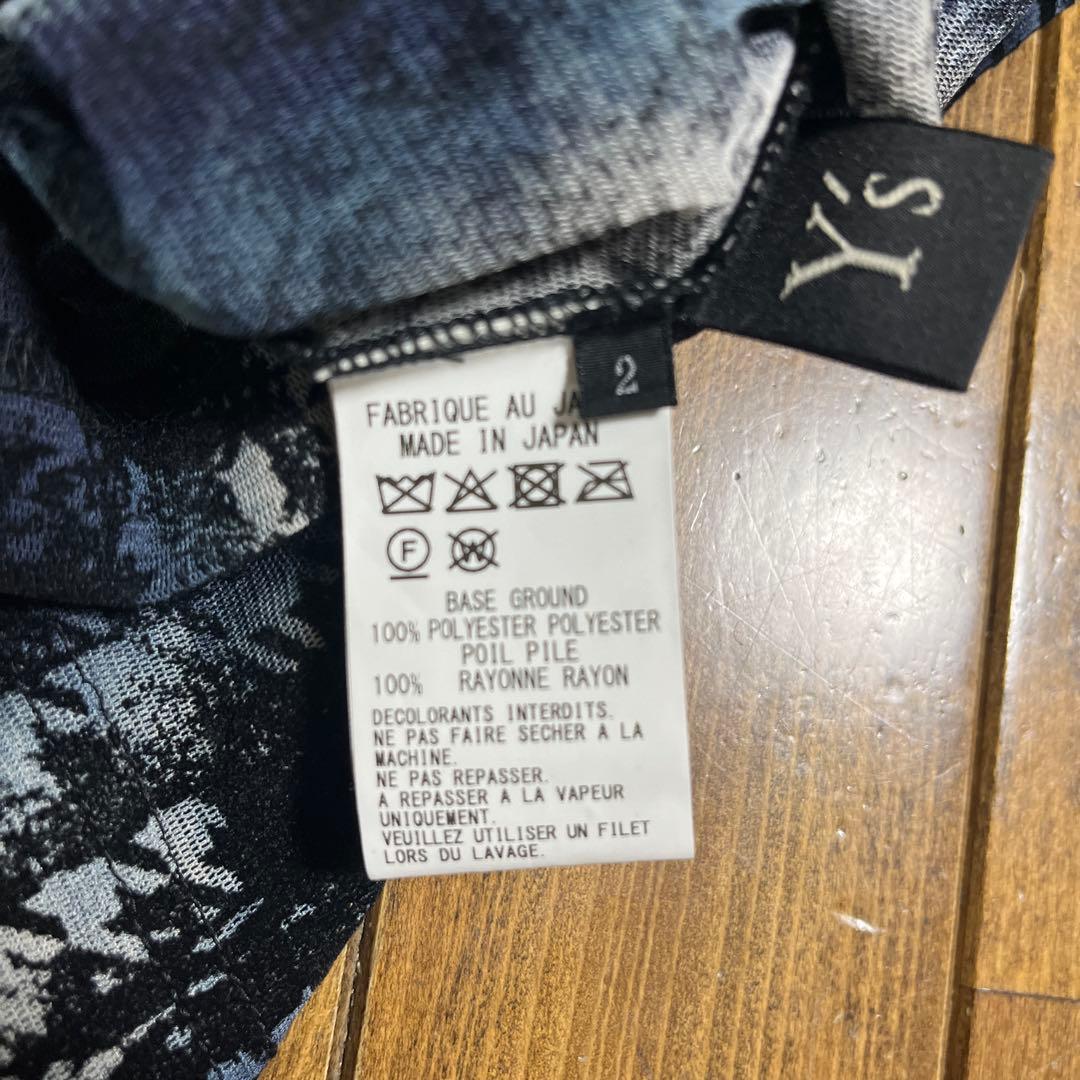 Y's
2
FABRIQUE AU JA
MADE IN JAPAN
F
W
BASE GROUND
100% POLYESTER POLYESTER
POIL PILE
100% RAYONNE RAYON
DECOLORANTS INTERDITS.
NE PAS FAIRE SECHER A LA
MACHINE.
NE PAS REPASSER.
A REPASSER A LA VAPEUR
UNIQUEMENT.
VEUILLEZ UTILISER UN FILET
LORS DU LAVAGE.